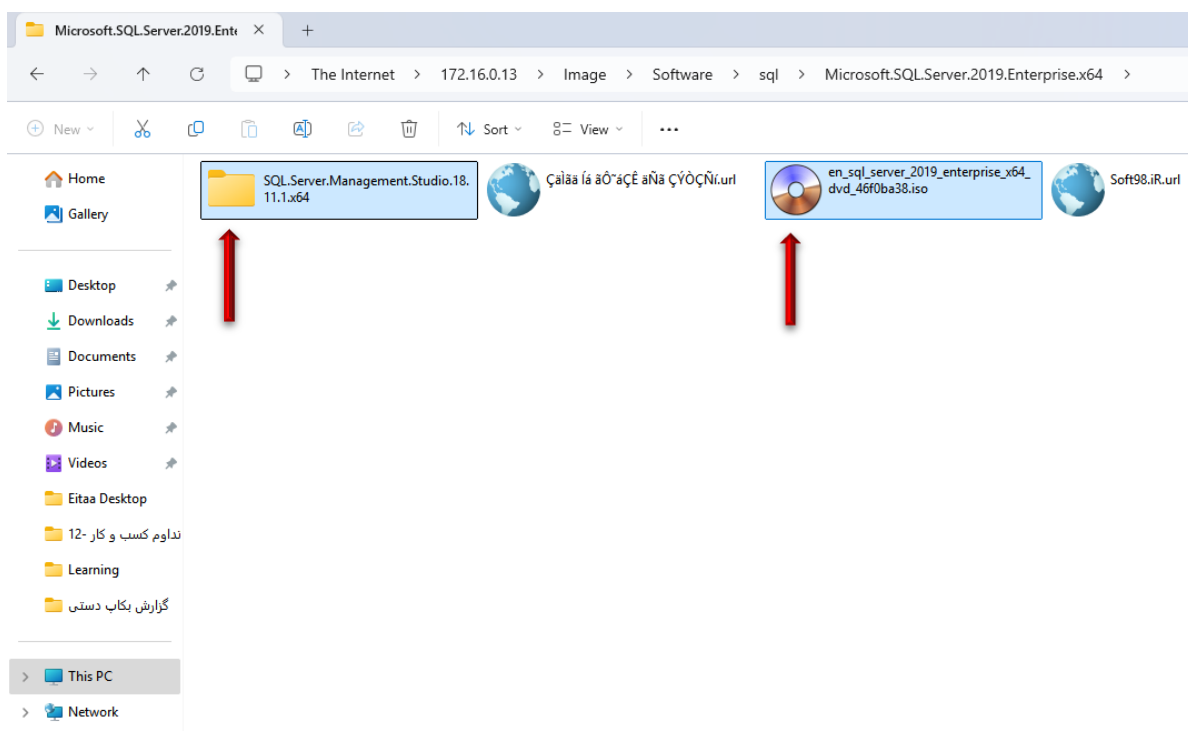 Microsoft.SQL.Server.2019.Ente
The Internet > 172.16.0.13 > Image > Software > sql > Microsoft.SQL.Server.2019.Enterprise.x64 >
New
Sort
View
Home
Gallery
Desktop
Downloads
Documents
Pictures
Music
Videos
Eitaa Desktop
تداوم کسب و کار -12
Learning
گزارش بکاپ دستی
This PC
Network
SQL.Server.Management.Studio.18.
11.1.x64
ÇäÌãä Íá ãÔ˜áÇÊ äÑã ÇÝÒÇÑí.url
en_sql_server_2019_enterprise_x64_
dvd_46f0ba38.iso
Soft98.iR.url